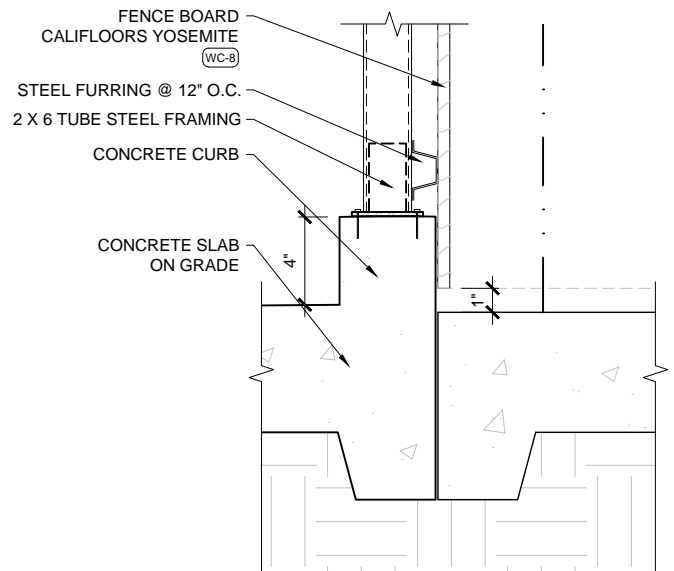 FENCE BOARD
CALIFLOORS YOSEMITE
WC-8
STEEL FURRING @ 12" O.C.
2 X 6 TUBE STEEL FRAMING
CONCRETE CURB
CONCRETE SLAB
ON GRADE
4"
1"